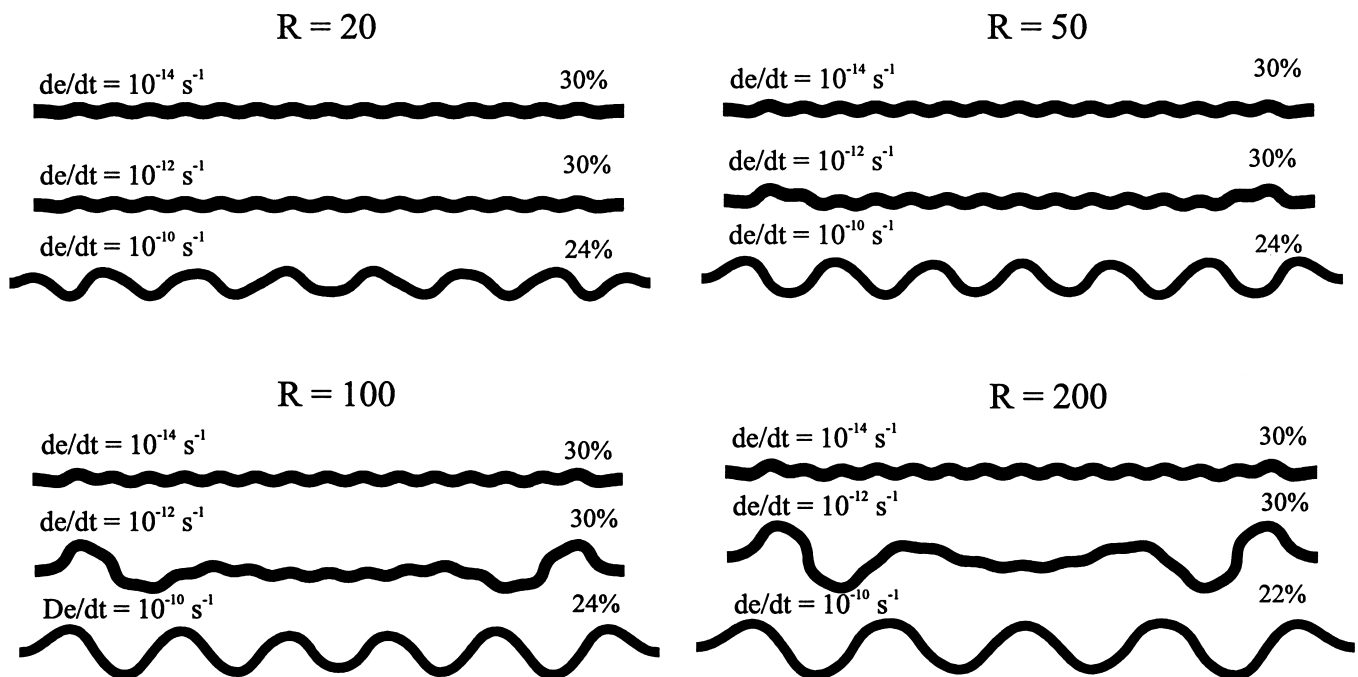 R = 20
de/dt = 10⁻¹⁴ s⁻¹ 30%
de/dt = 10⁻¹² s⁻¹ 30%
de/dt = 10⁻¹⁰ s⁻¹ 24%
R = 50
de/dt = 10⁻¹⁴ s⁻¹ 30%
de/dt = 10⁻¹² s⁻¹ 30%
de/dt = 10⁻¹⁰ s⁻¹ 24%
R = 100
de/dt = 10⁻¹⁴ s⁻¹ 30%
de/dt = 10⁻¹² s⁻¹ 30%
De/dt = 10⁻¹⁰ s⁻¹ 24%
R = 200
de/dt = 10⁻¹⁴ s⁻¹ 30%
de/dt = 10⁻¹² s⁻¹ 30%
de/dt = 10⁻¹⁰ s⁻¹ 22%